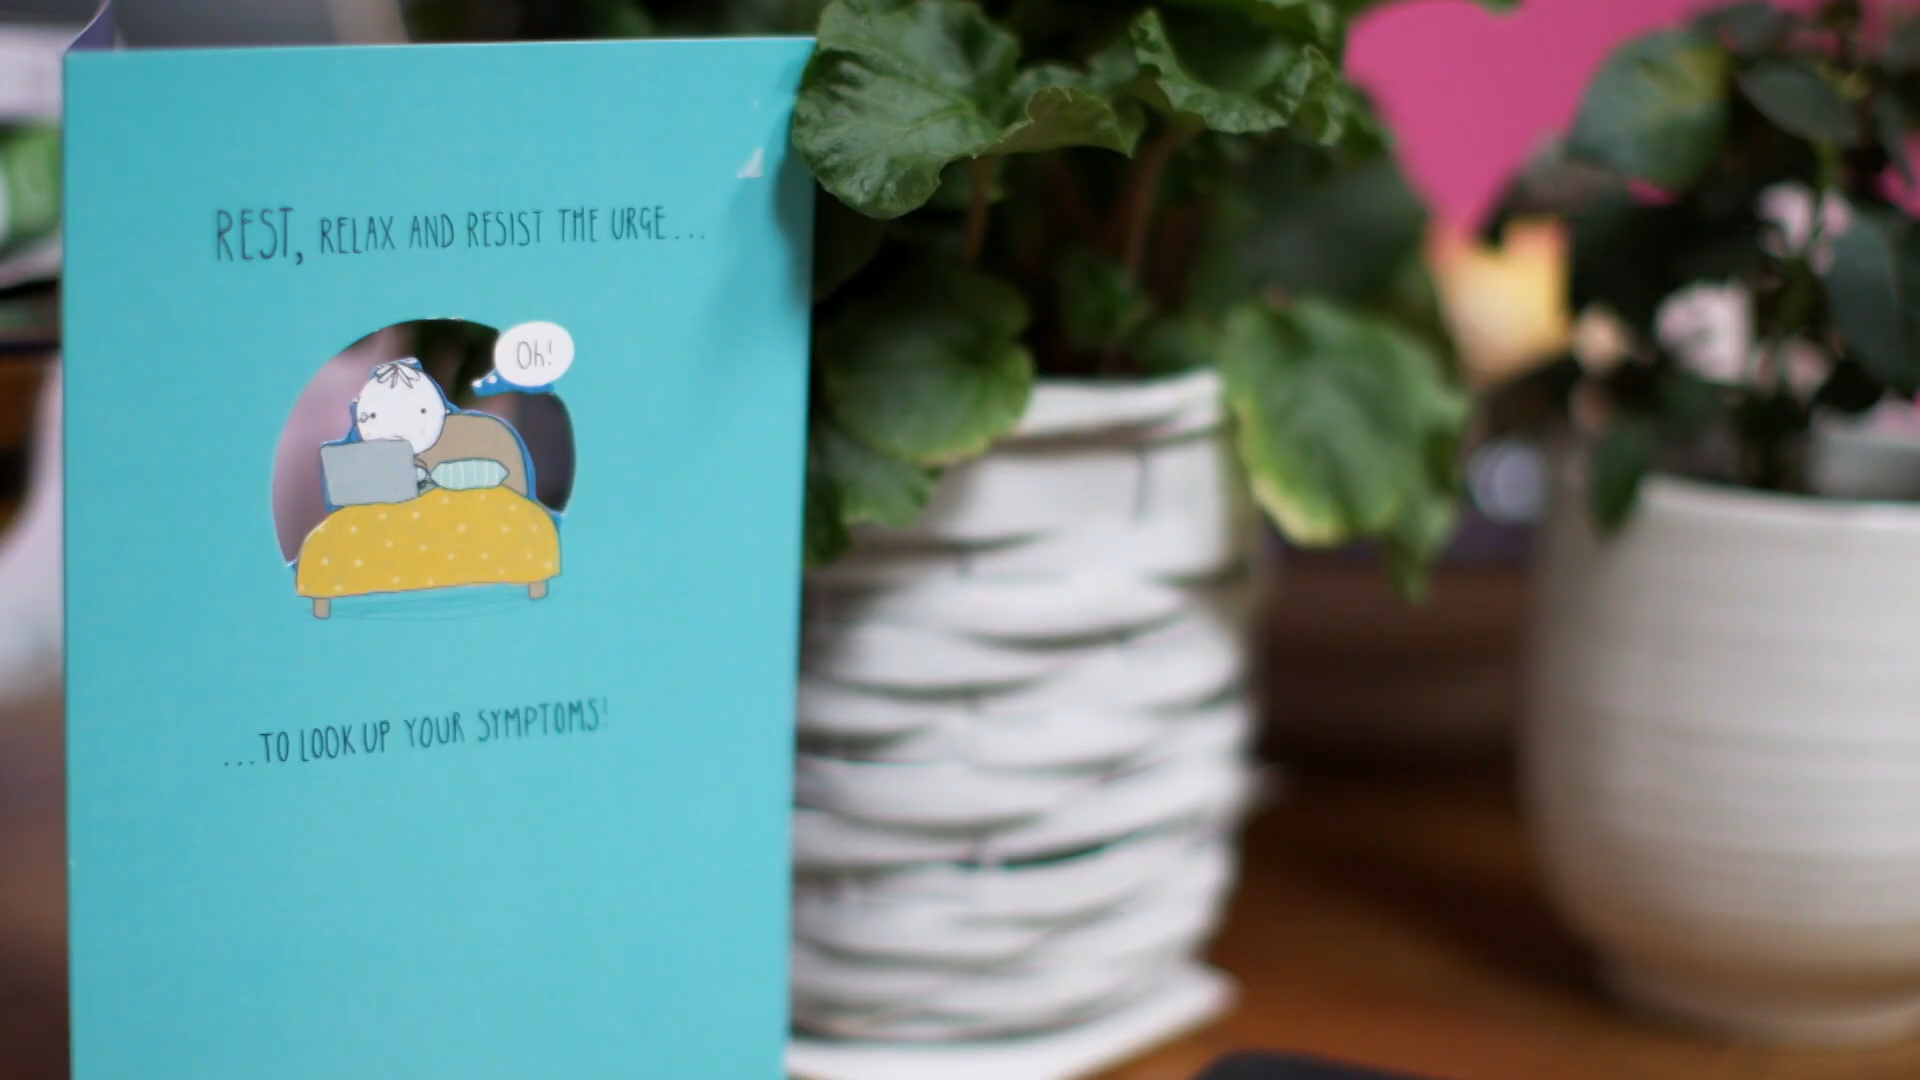 REST, RELAX AND RESIST THE URGE...
Oh!
...TO LOOK UP YOUR SYMPTOMS!